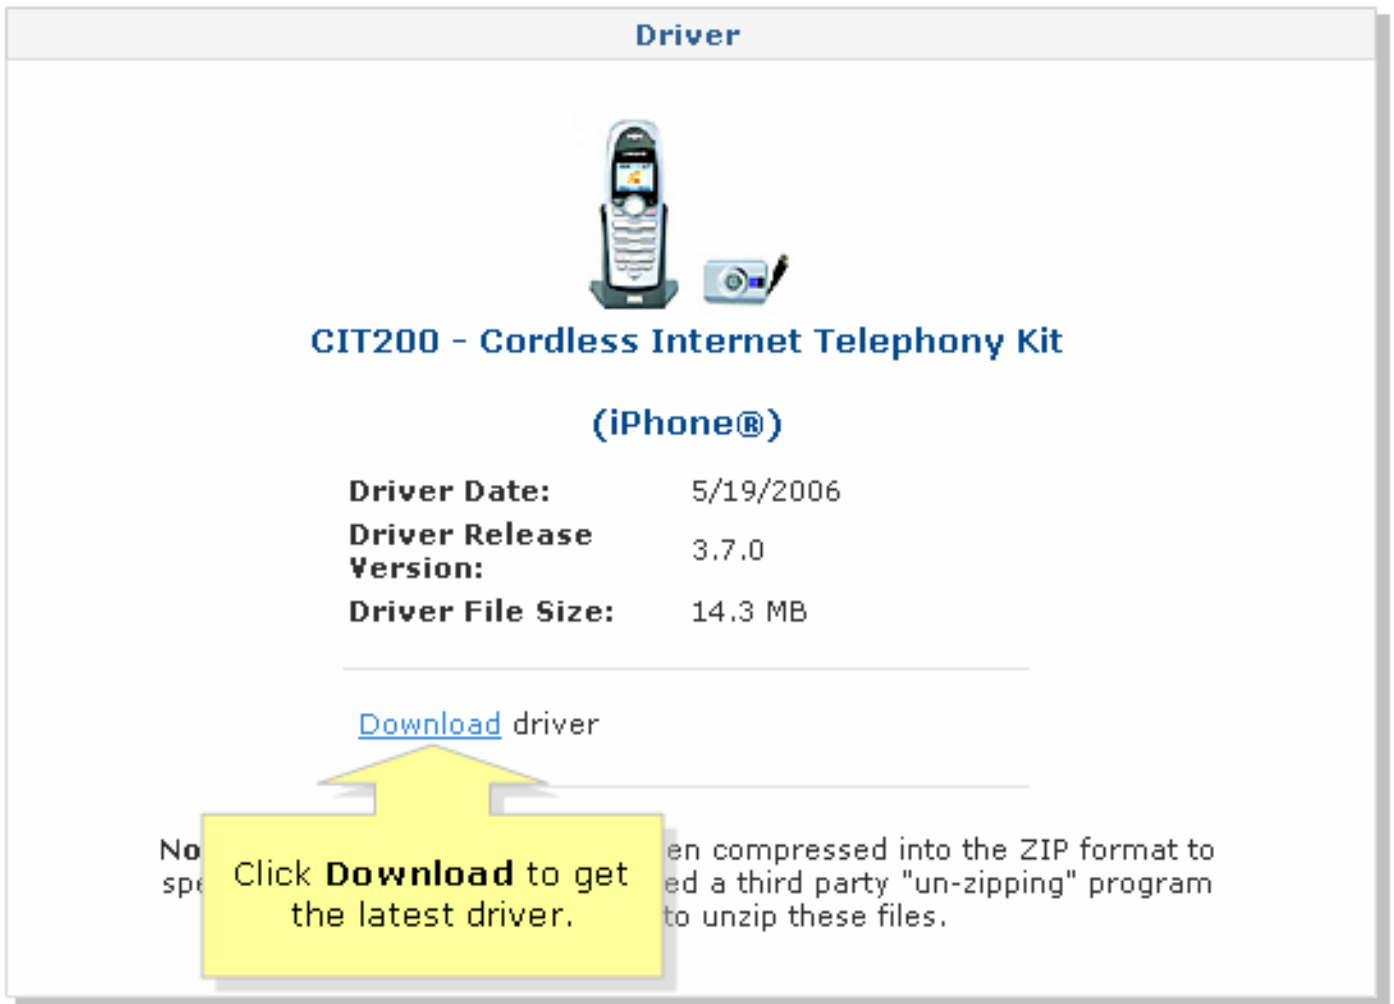 Driver
CIT200 - Cordless Internet Telephony Kit
(iPhone®)
Driver Date: 5/19/2006
Driver Release
Version: 3.7.0
Driver File Size: 14.3 MB
Download driver
Click Download to get
the latest driver.
compressed into the ZIP format to
a third party "un-zipping" program
to unzip these files.